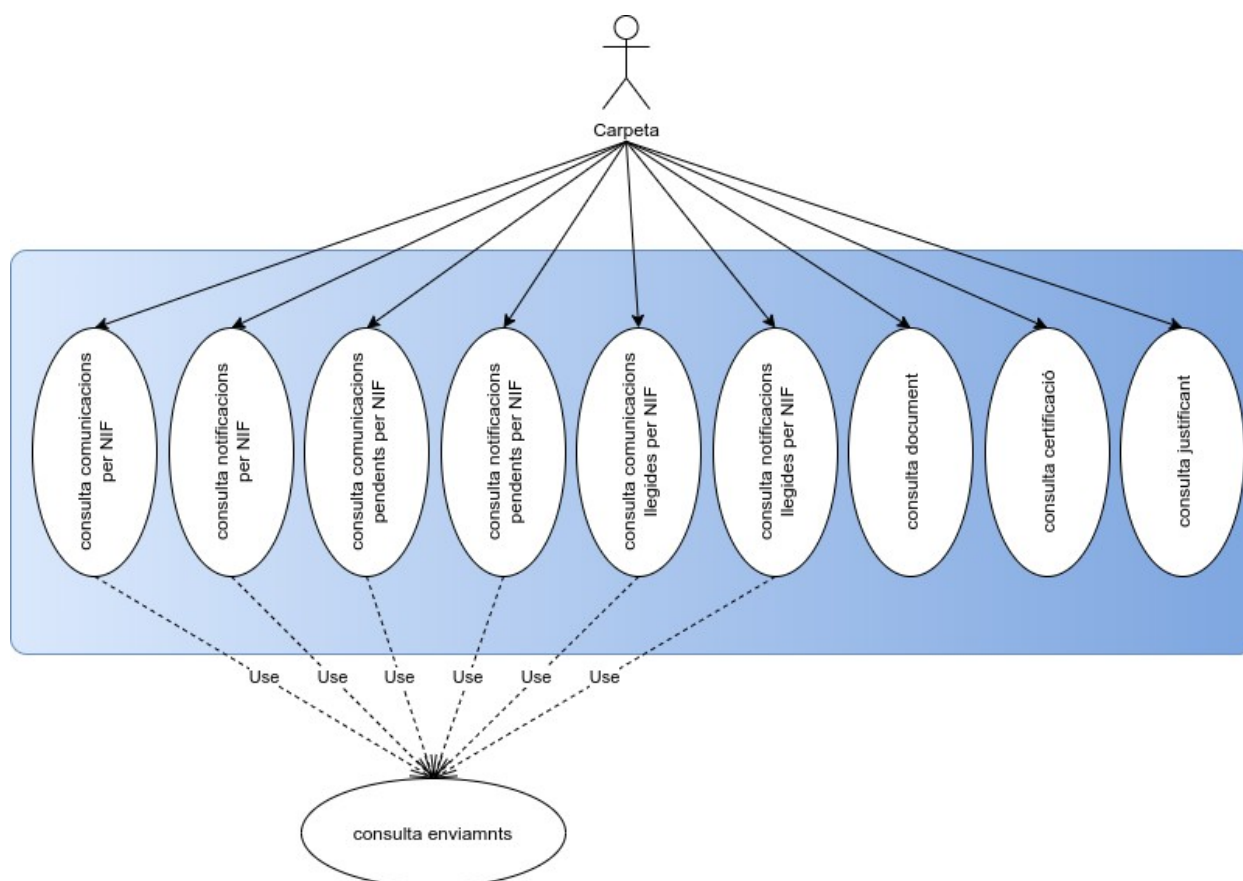 Carpeta
consulta comunicacions
per NIF
consulta notificacions
per NIF
consulta comunicacions
pendents per NIF
consulta notificacions
pendents per NIF
consulta comunicacions
llegides per NIF
consulta notificacions
llegides per NIF
consulta document
consulta certificació
consulta justificant
Use
Use
Use
Use
Use
Use
consulta enviamnts